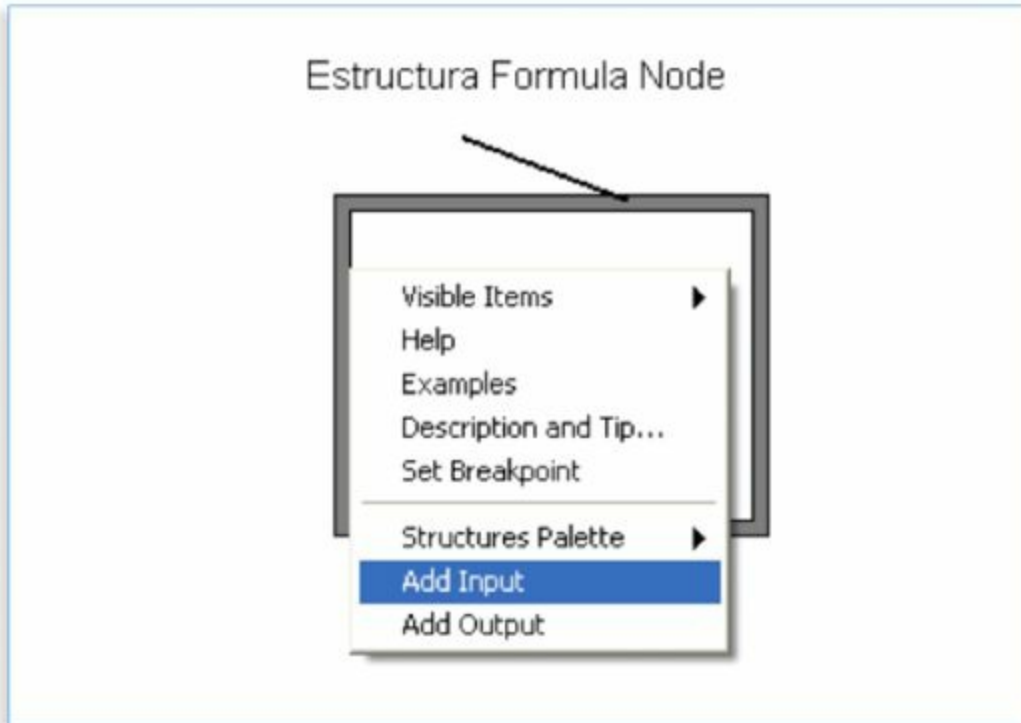 Estructura Formula Node
Visible Items
Help
Examples
Description and Tip...
Set Breakpoint
Structures Palette
Add Input
Add Output